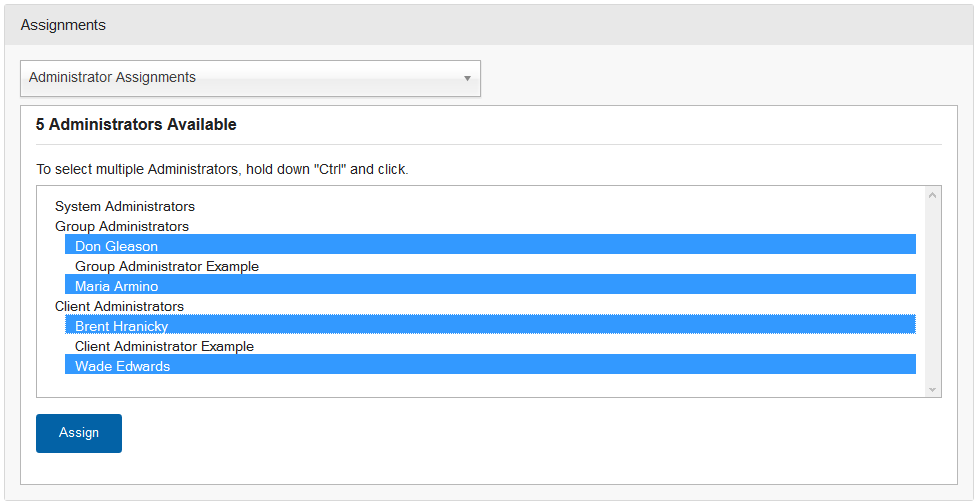 Assignments
Administrator Assignments
5 Administrators Available
To select multiple Administrators, hold down "Ctrl" and click.
System Administrators
Group Administrators
Don Gleason
Group Administrator Example
Maria Armino
Client Administrators
Brent Hranicky
Client Administrator Example
Wade Edwards
Assign